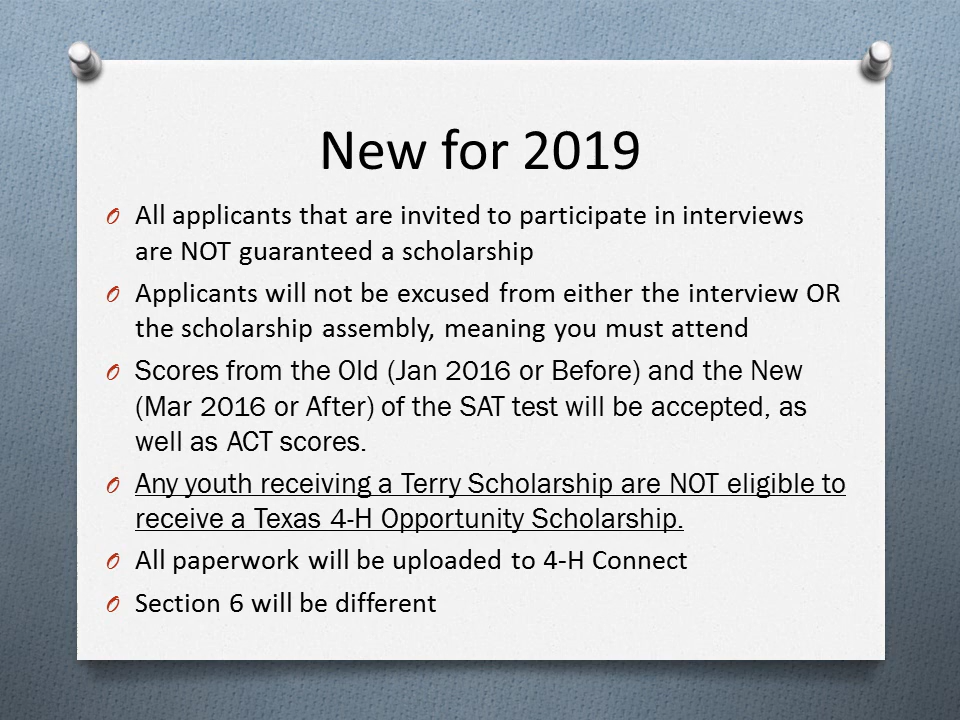 New for 2019
All applicants that are invited to participate in interviews
are NOT guaranteed a scholarship
Applicants will not be excused from either the interview OR
the scholarship assembly, meaning you must attend
Scores from the Old (Jan 2016 or Before) and the New
(Mar 2016 or After) of the SAT test will be accepted, as
well as ACT scores.
Any youth receiving a Terry Scholarship are NOT eligible to
receive a Texas 4-H Opportunity Scholarship.
All paperwork will be uploaded to 4-H Connect
Section 6 will be different